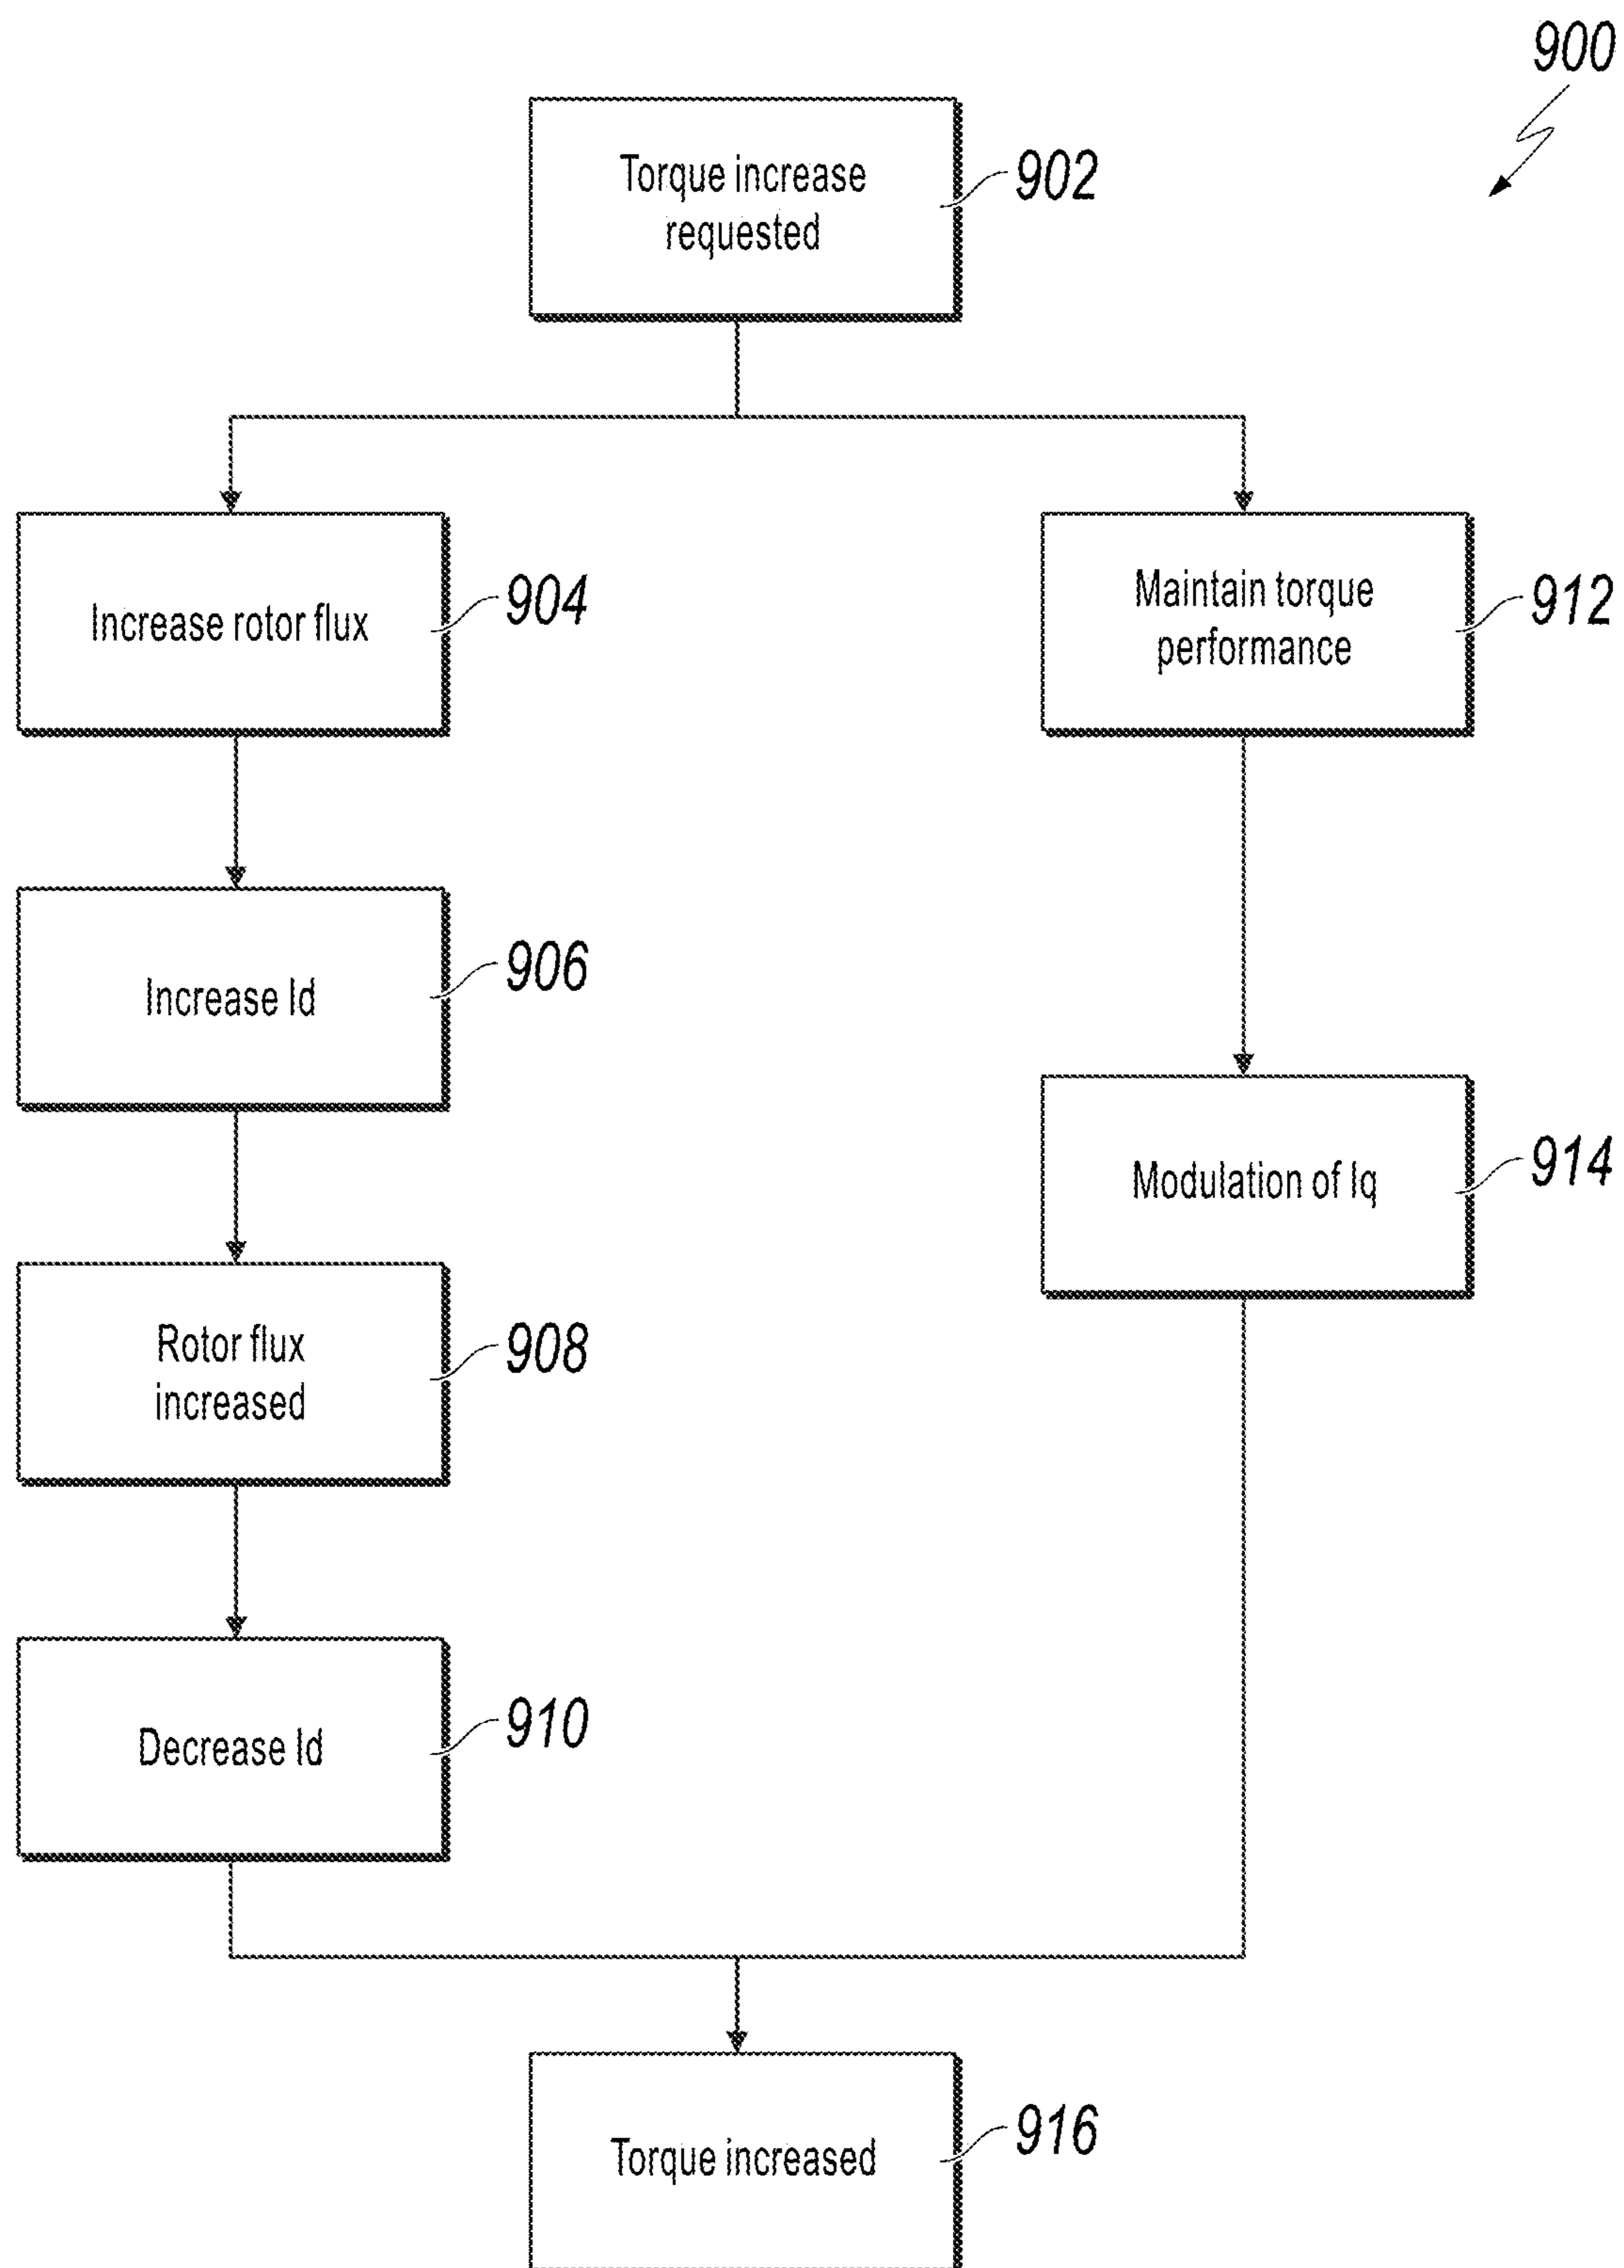 900
Torque increase
requested
902
Increase rotor flux
904
Maintain torque
performance
912
Increase Id
906
Modulation of Iq
914
Rotor flux
increased
908
Decrease Id
910
Torque increased
916